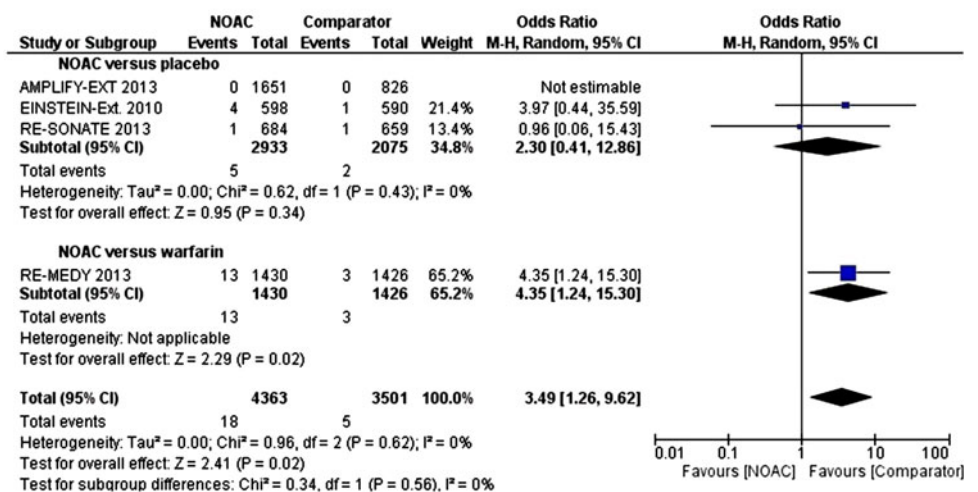 NOAC Comparator Odds Ratio Odds Ratio
Study or Subgroup Events Total Events Total Weight M-H, Random, 95% CI M-H, Random, 95% CI
NOAC versus placebo
AMPLIFY-EXT 2013 0 1651 0 826 Not estimable
EINSTEIN-Ext. 2010 4 598 1 590 21.4% 3.97 [0.44, 35.59]
RE-SONATE 2013 1 684 1 659 13.4% 0.96 [0.06, 15.43]
Subtotal (95% CI) 2933 2075 34.8% 2.30 [0.41, 12.86]
Total events 5 2
Heterogeneity: Tau² = 0.00; Chi² = 0.62, df = 1 (P = 0.43); I² = 0%
Test for overall effect: Z = 0.95 (P = 0.34)
NOAC versus warfarin
RE-MEDY 2013 13 1430 3 1426 65.2% 4.35 [1.24, 15.30]
Subtotal (95% CI) 1430 1426 65.2% 4.35 [1.24, 15.30]
Total events 13 3
Heterogeneity: Not applicable
Test for overall effect: Z = 2.29 (P = 0.02)
Total (95% CI) 4363 3501 100.0% 3.49 [1.26, 9.62]
Total events 18 5
Heterogeneity: Tau² = 0.00; Chi² = 0.96, df = 2 (P = 0.62); I² = 0%
Test for overall effect: Z = 2.41 (P = 0.02)
Test for subgroup differences: Chi² = 0.34, df = 1 (P = 0.56), I² = 0%
0.01 0.1 1 10 100
Favours [NOAC] Favours [Comparator]